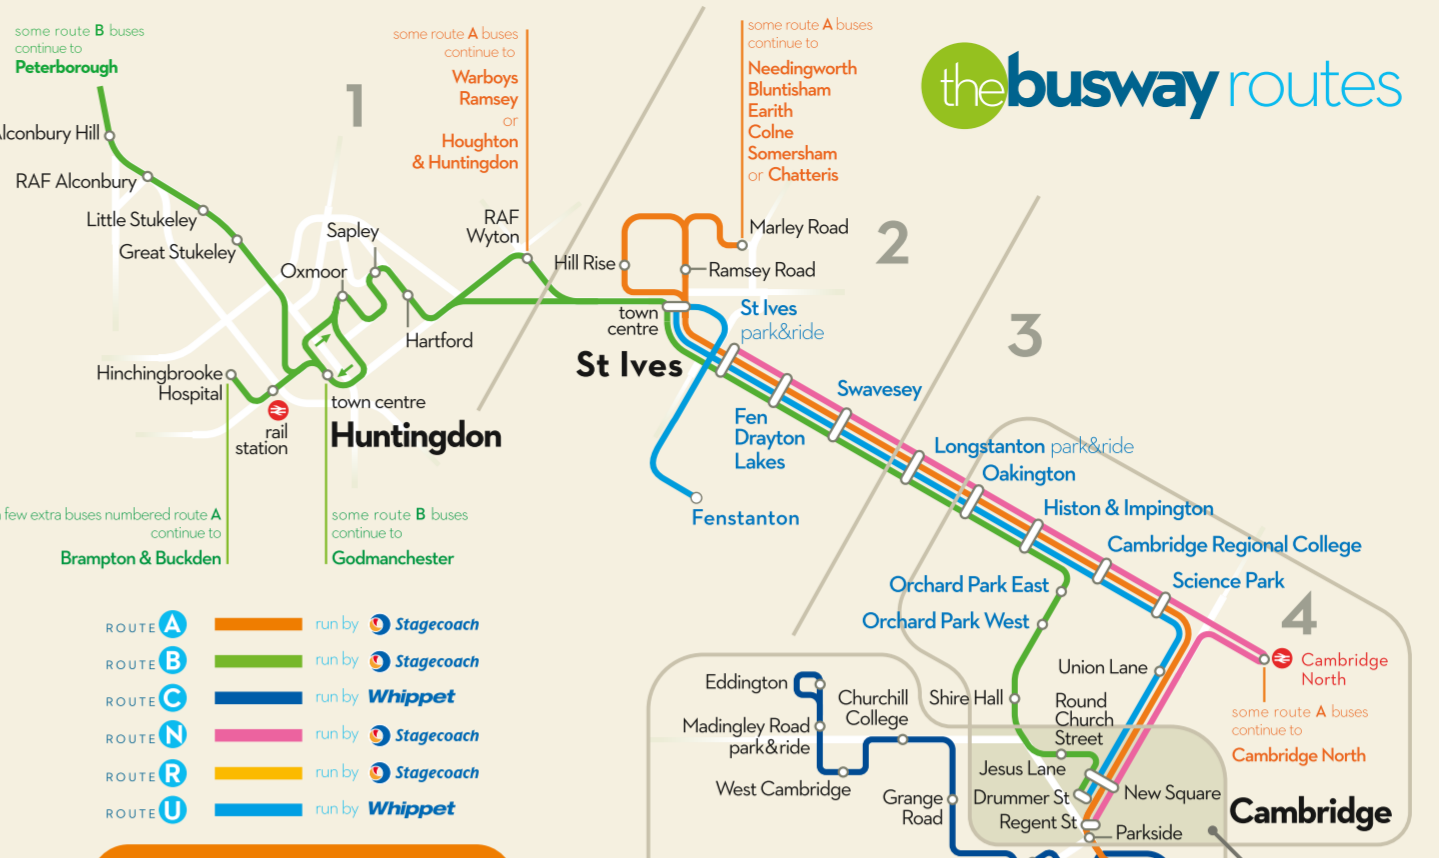 some route B buses
continue to
Peterborough
some route A buses
continue to
Warboys
Ramsey
or
Houghton
& Huntingdon
some route A buses
continue to
Needingworth
Bluntisham
Earith
Colne
Somersham
or Chatteris
thebusway routes
1
2
3
4
lconbury Hill
RAF Alconbury
Little Stukeley
Great Stukeley
Sapley
Oxmoor
RAF
Wyton
Hartford
Hinchingbrooke
Hospital
rail
station
town centre
Huntingdon
Hill Rise
Marley Road
Ramsey Road
town
centre
St Ives
St Ives
park&ride
Fen
Drayton
Lakes
Swavesey
Fenstanton
Longstanton park&ride
Oakington
Histon & Impington
Cambridge Regional College
Science Park
Orchard Park East
Orchard Park West
few extra buses numbered route A
continue to
Brampton & Buckden
some route B buses
continue to
Godmanchester
ROUTE A run by Stagecoach
ROUTE B run by Stagecoach
ROUTE C run by Whippet
ROUTE N run by Stagecoach
ROUTE R run by Stagecoach
ROUTE U run by Whippet
Union Lane
Cambridge
North
some route A buses
continue to
Cambridge North
Eddington
Madingley Road
park&ride
Churchill
College
West Cambridge
Grange
Road
Shire Hall
Round
Church
Street
Jesus Lane
Drummer St
New Square
Regent St
Parkside
Cambridge